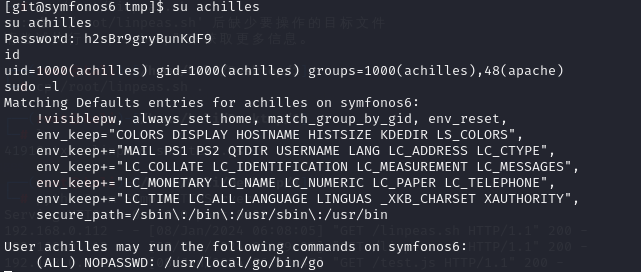 [git@symfonos6 tmp]$ su achilles
su achilles
Password: h2sBr9gryBunKdF9
id
uid=1000(achilles) gid=1000(achilles) groups=1000(achilles),48(apache)
sudo -l
Matching Defaults entries for achilles on symfonos6:
    !visiblepw, always_set_home, match_group_by_gid, env_reset,
    env_keep="COLORS DISPLAY HOSTNAME HISTSIZE KDEDIR LS_COLORS",
    env_keep+="MAIL PS1 PS2 QTDIR USERNAME LANG LC_ADDRESS LC_CTYPE",
    env_keep+="LC_COLLATE LC_IDENTIFICATION LC_MEASUREMENT LC_MESSAGES",
    env_keep+="LC_MONETARY LC_NAME LC_NUMERIC LC_PAPER LC_TELEPHONE",
    env_keep+="LC_TIME LC_ALL LANGUAGE LINGUAS _XKB_CHARSET XAUTHORITY",
    secure_path=/sbin\:/bin\:/usr/sbin\:/usr/bin

User achilles may run the following commands on symfonos6:
    (ALL) NOPASSWD: /usr/local/go/bin/go